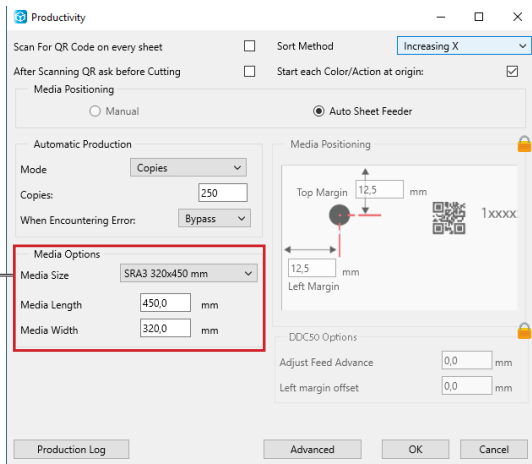 Productivity
Scan For QR Code on every sheet
Sort Method
Increasing X
After Scanning QR ask before Cutting
Start each Color/Action at origin:
Media Positioning
Manual
Auto Sheet Feeder
Automatic Production
Mode
Copies
Copies:
250
When Encountering Error:
Bypass
Media Positioning
Top Margin
12,5
mm
1xxxx
12,5
mm
Left Margin
Media Options
Media Size
SRA3 320x450 mm
Media Length
450,0
mm
Media Width
320,0
mm
DDC50 Options
Adjust Feed Advance
0,0
mm
Left margin offset
0,0
mm
Production Log
Advanced
OK
Cancel